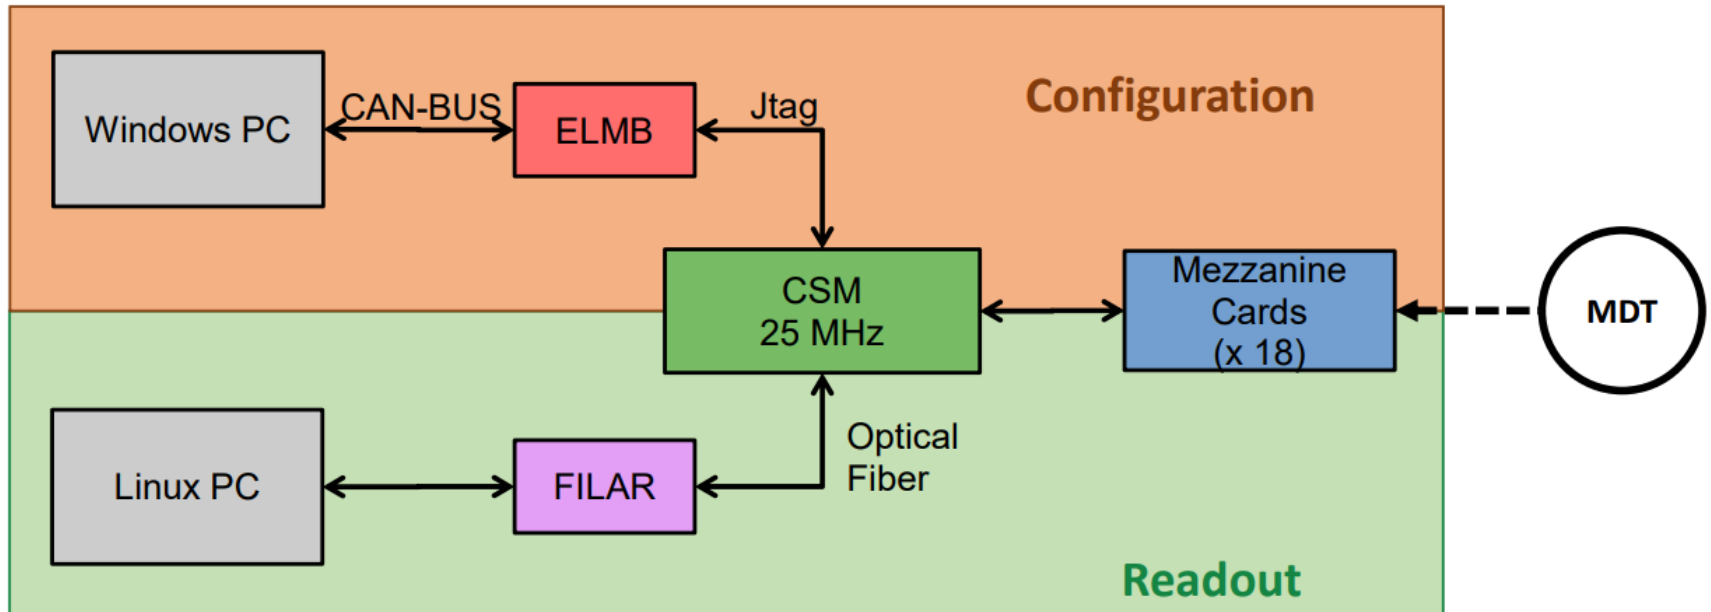 Configuration
Windows PC
CAN-BUS
ELMB
Jtag
CSM
25 MHz
Mezzanine
Cards
(x 18)
MDT
Linux PC
FILAR
Optical
Fiber
Readout